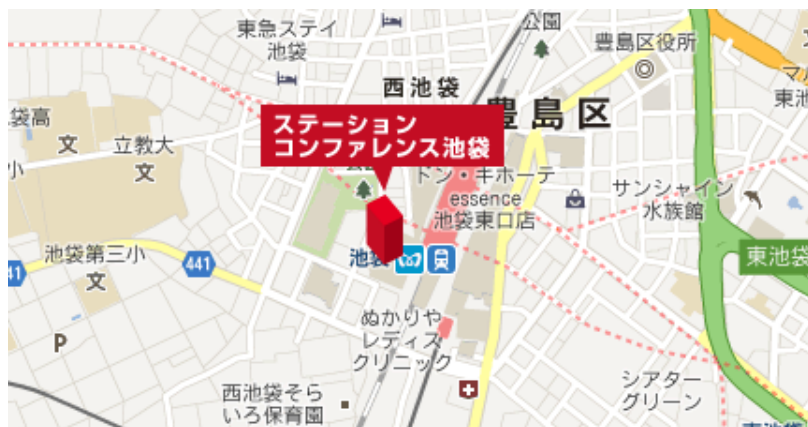 公園
東急ステイ
池袋
豊島区役所
西池袋
マル
東池
豊島区
袋高
文
立教大
文
小
ステーション
コンファレンス池袋
ドン・キホーテ
essence
池袋東口店
サンシャイン
水族館
池袋第三小
文
441
41
池袋
東池袋
ぬかりや
レディス
クリニック
P
シアター
グリーン
西池袋そら
いろ保育園